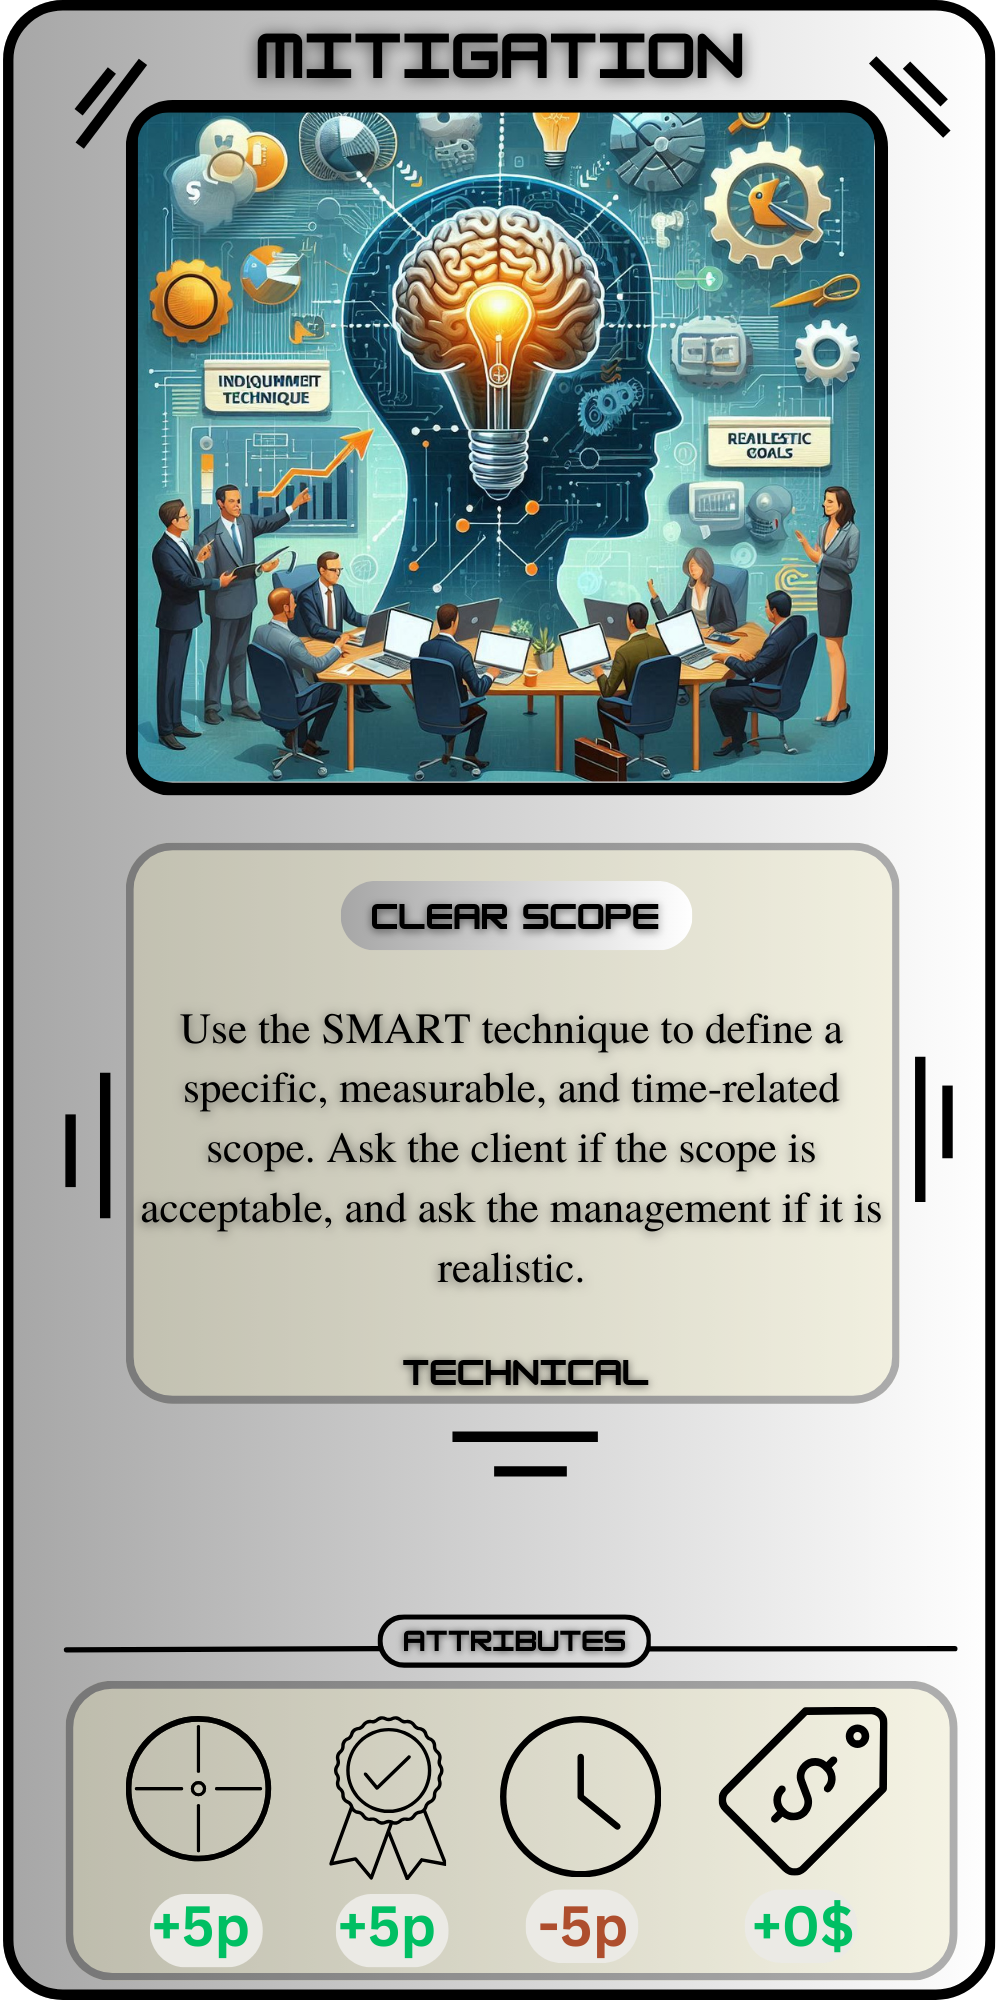 MITIGATION
TECHNIQUE
REAILESTIC
GOALS
CLEAR SCOPE
Use the SMART technique to define a
specific, measurable, and time-related
scope. Ask the client if the scope is
acceptable, and ask the management if it is
realistic.
TECHNICAL
ATTRIBUTES
+5p +5p -5p +0$